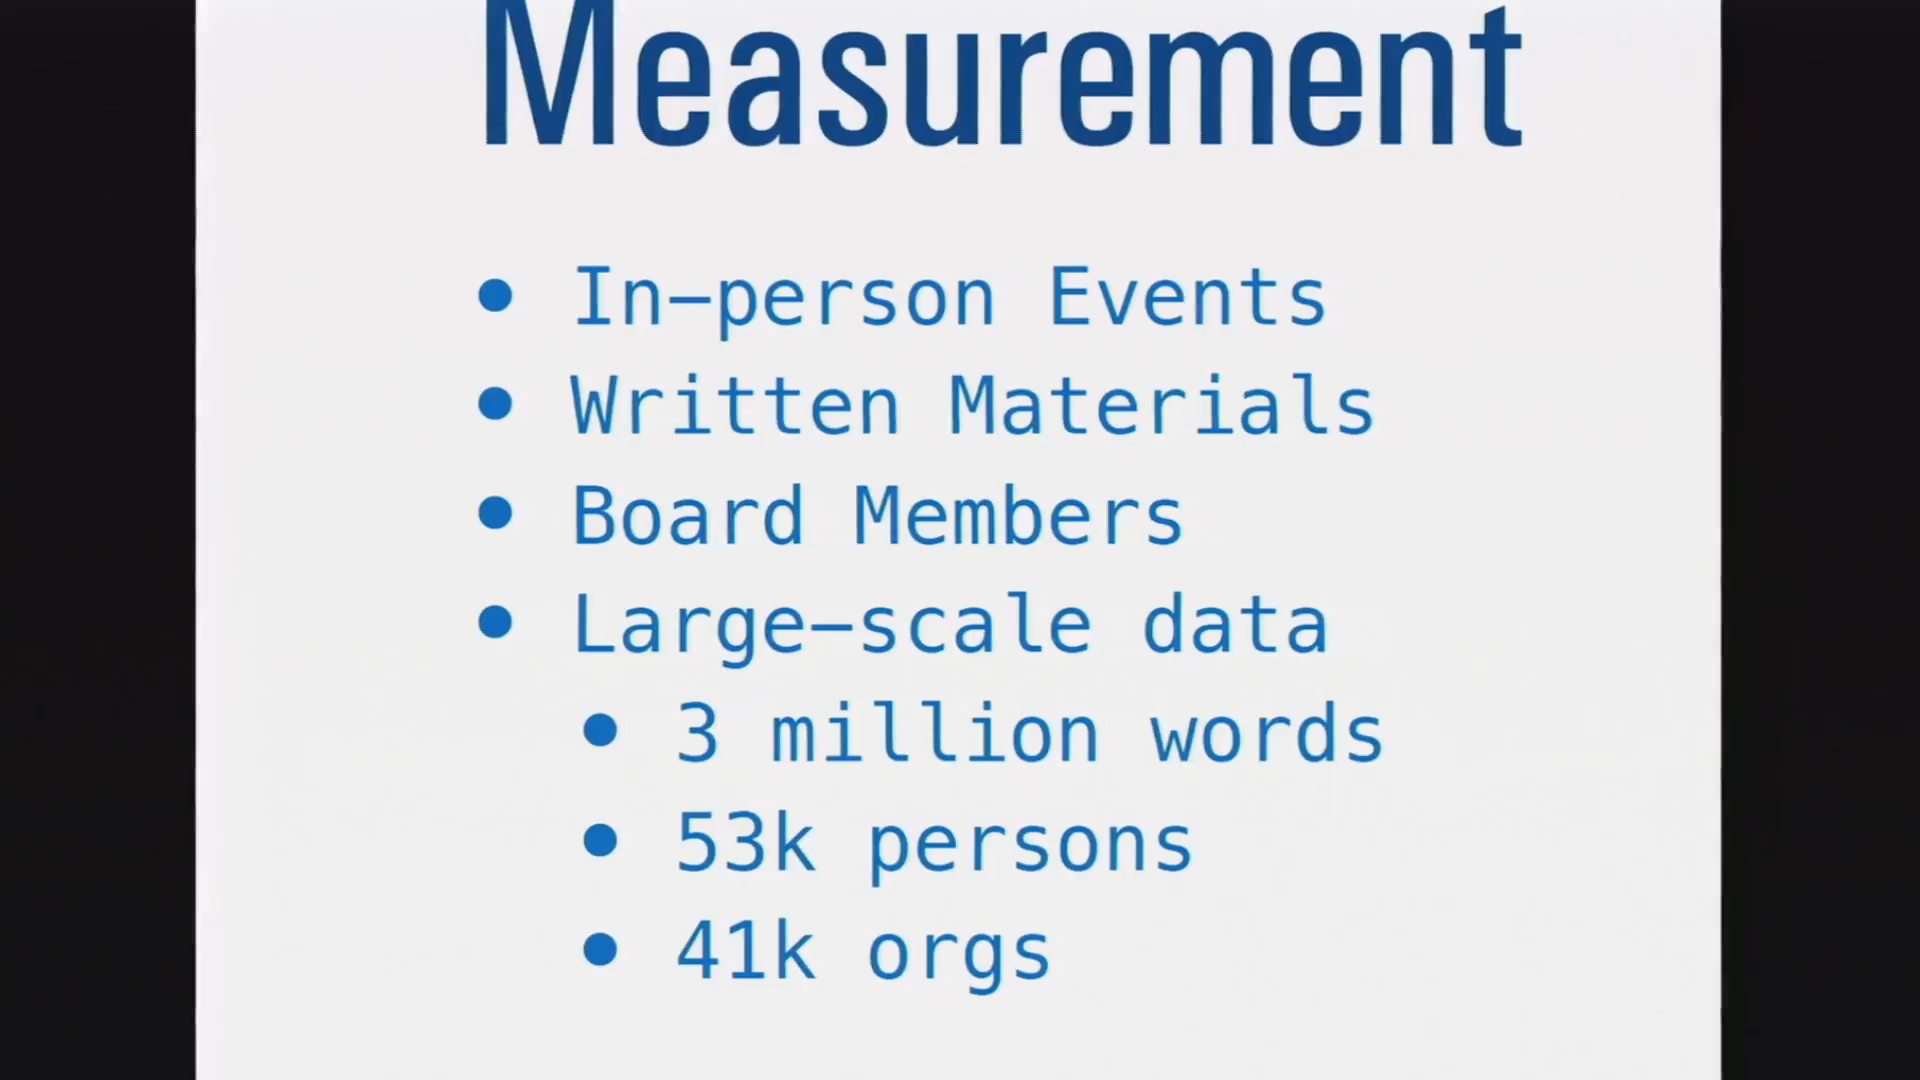 Measurement
• In-person Events
• Written Materials
• Board Members
• Large-scale data
• 3 million words
• 53k persons
• 41k orgs